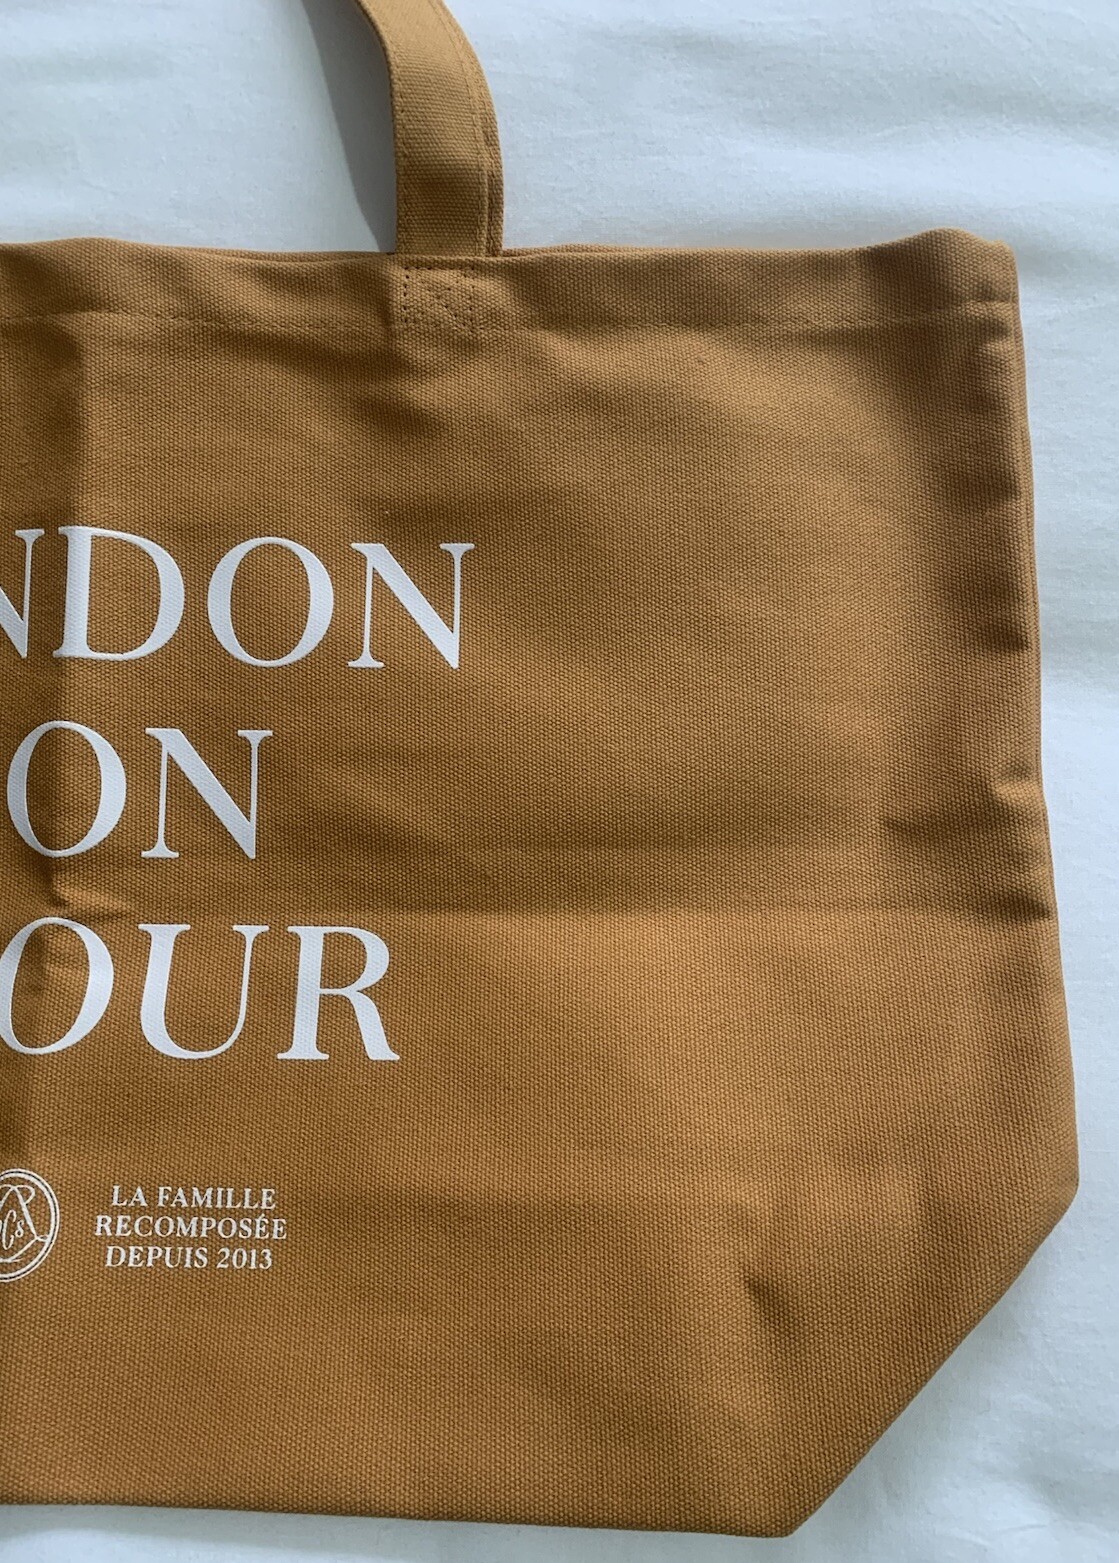 NDON
ON
OUR
LA FAMILLE
RECOMPOSÉE
DEPUIS 2013